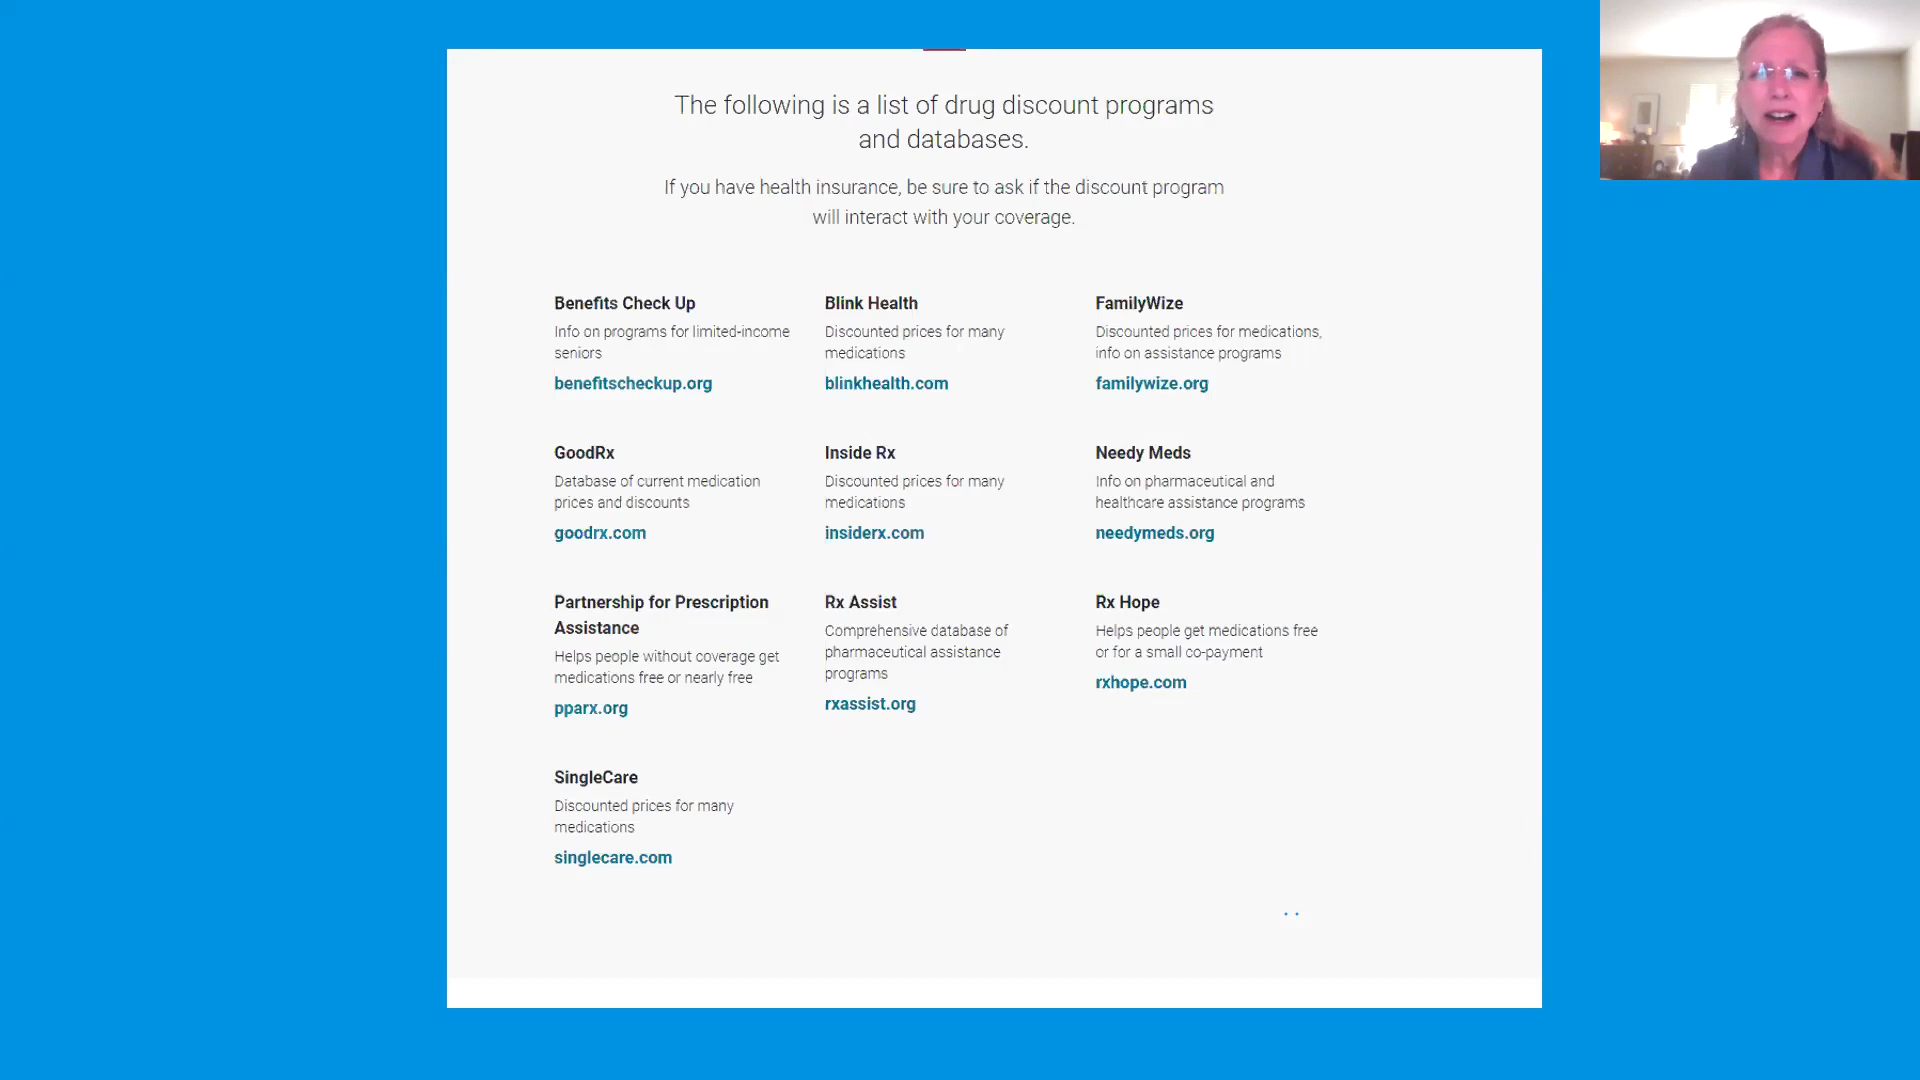 The following is a list of drug discount programs
and databases.
If you have health insurance, be sure to ask if the discount program
will interact with your coverage.
Benefits Check Up
Info on programs for limited-income
seniors
benefitscheckup.org
Blink Health
Discounted prices for many
medications
blinkhealth.com
FamilyWize
Discounted prices for medications,
info on assistance programs
familywize.org
GoodRx
Database of current medication
prices and discounts
goodrx.com
Inside Rx
Discounted prices for many
medications
insiderx.com
Needy Meds
Info on pharmaceutical and
healthcare assistance programs
needymeds.org
Partnership for Prescription
Assistance
Helps people without coverage get
medications free or nearly free
pparx.org
Rx Assist
Comprehensive database of
pharmaceutical assistance
programs
rxassist.org
Rx Hope
Helps people get medications free
or for a small co-payment
rxhope.com
SingleCare
Discounted prices for many
medications
singlecare.com